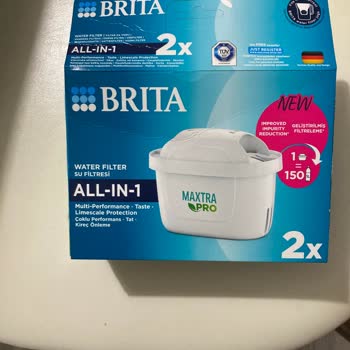 BRITA
ALL-IN-1
2x
BRITA
NEW
IMPROVED
IMPURITY
REDUCTION*
GELİŞTİRİLMİŞ
FİLTRELEME*
1
=
150
WATER FILTER
SU FİLTRESİ
ALL-IN-1
Multi-Performance · Taste ·
Limescale Protection
Çoklu Performans · Tat ·
Kireç Önleme
MAXTRA
PRO
2x